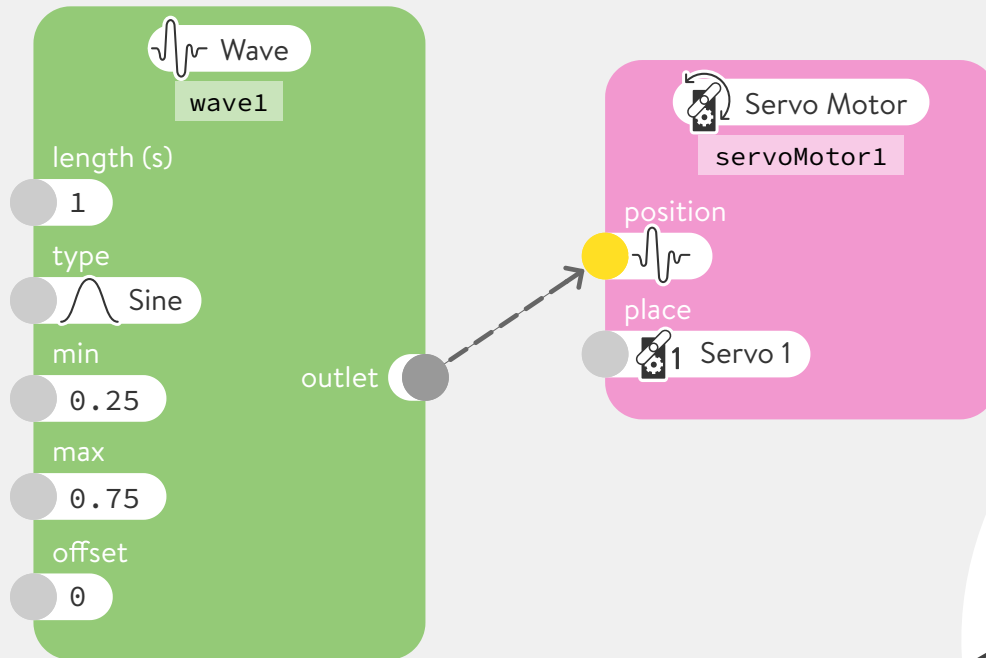 Wave
wave1
length (s)
1
type
Sine
min
0.25
max
0.75
offset
0
outlet
Servo Motor
servoMotor1
position
place
1 Servo 1